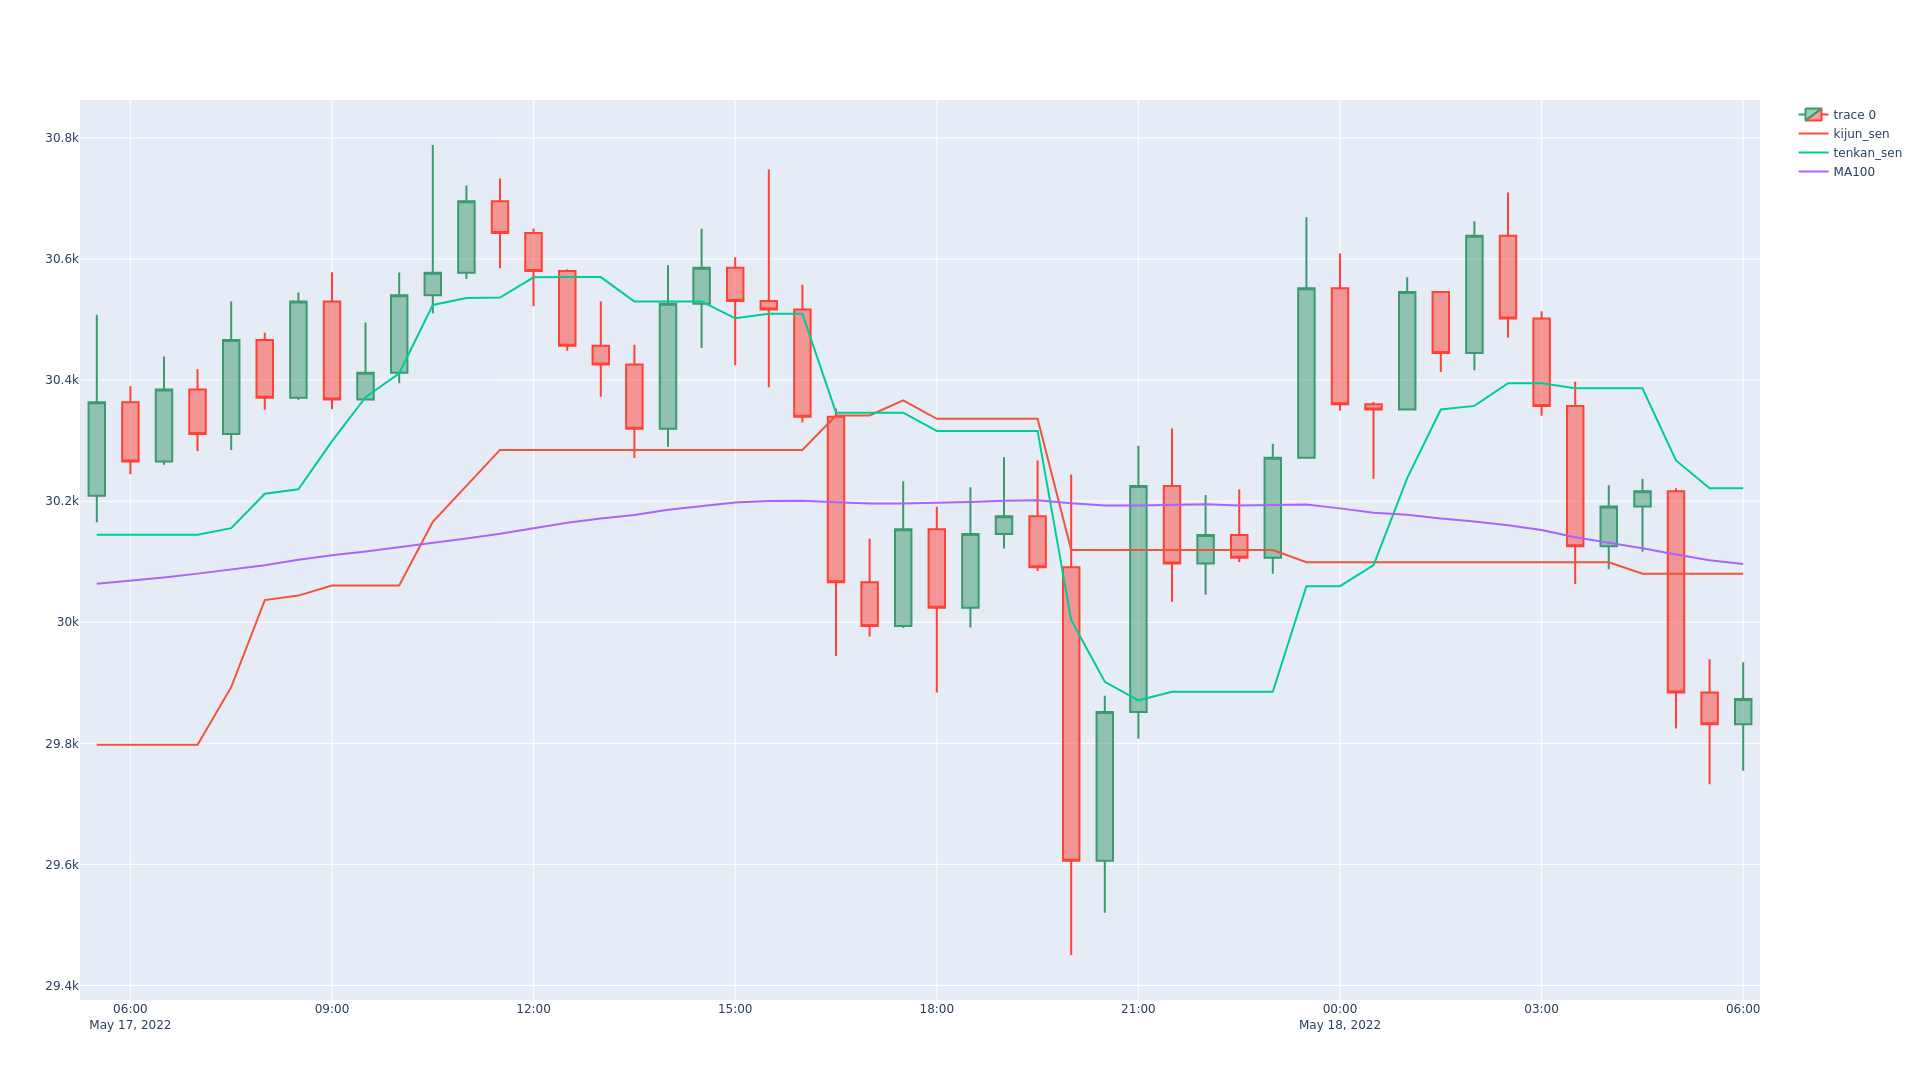 30.8k
30.6k
30.4k
30.2k
30k
29.8k
29.6k
29.4k
06:00 09:00 12:00 15:00 18:00 21:00 00:00 03:00 06:00
May 17, 2022 May 18, 2022
trace 0
kijun_sen
tenkan_sen
MA100